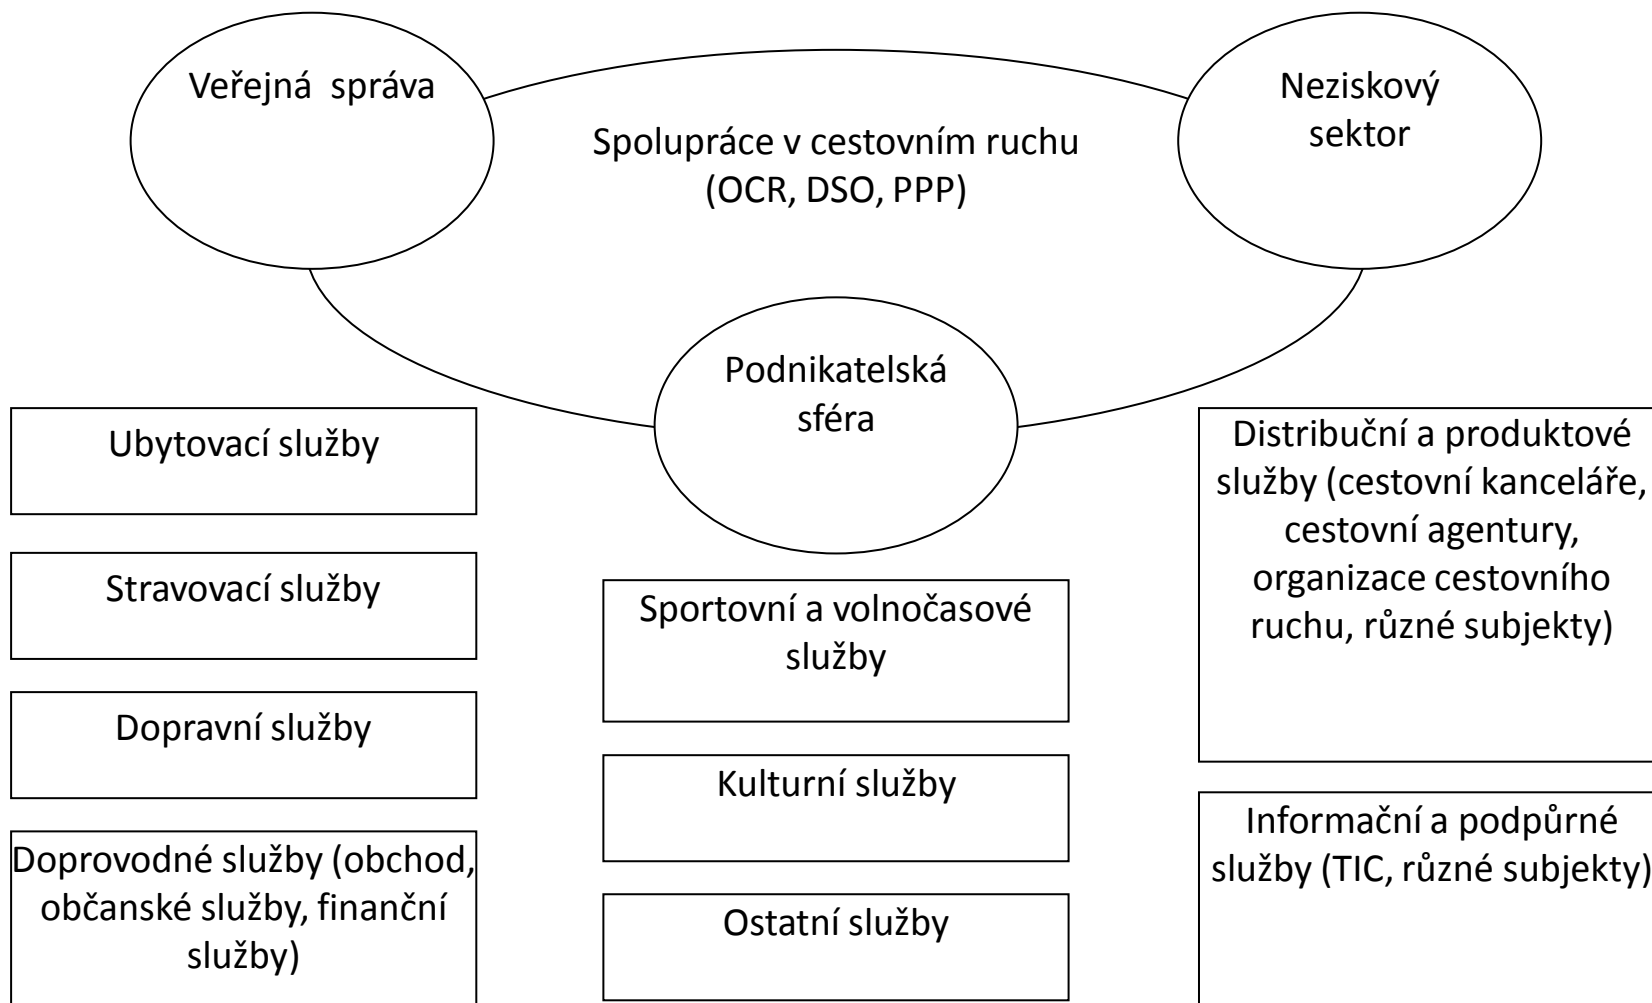 Veřejná správa
Neziskový
sektor
Spolupráce v cestovním ruchu
(OCR, DSO, PPP)
Podnikatelská
sféra
Ubytovací služby
Stravovací služby
Dopravní služby
Doprovodné služby (obchod,
občanské služby, finanční
služby)
Sportovní a volnočasové
služby
Kulturní služby
Ostatní služby
Distribuční a produktové
služby (cestovní kanceláře,
cestovní agentury,
organizace cestovního
ruchu, různé subjekty)
Informační a podpůrné
služby (TIC, různé subjekty)